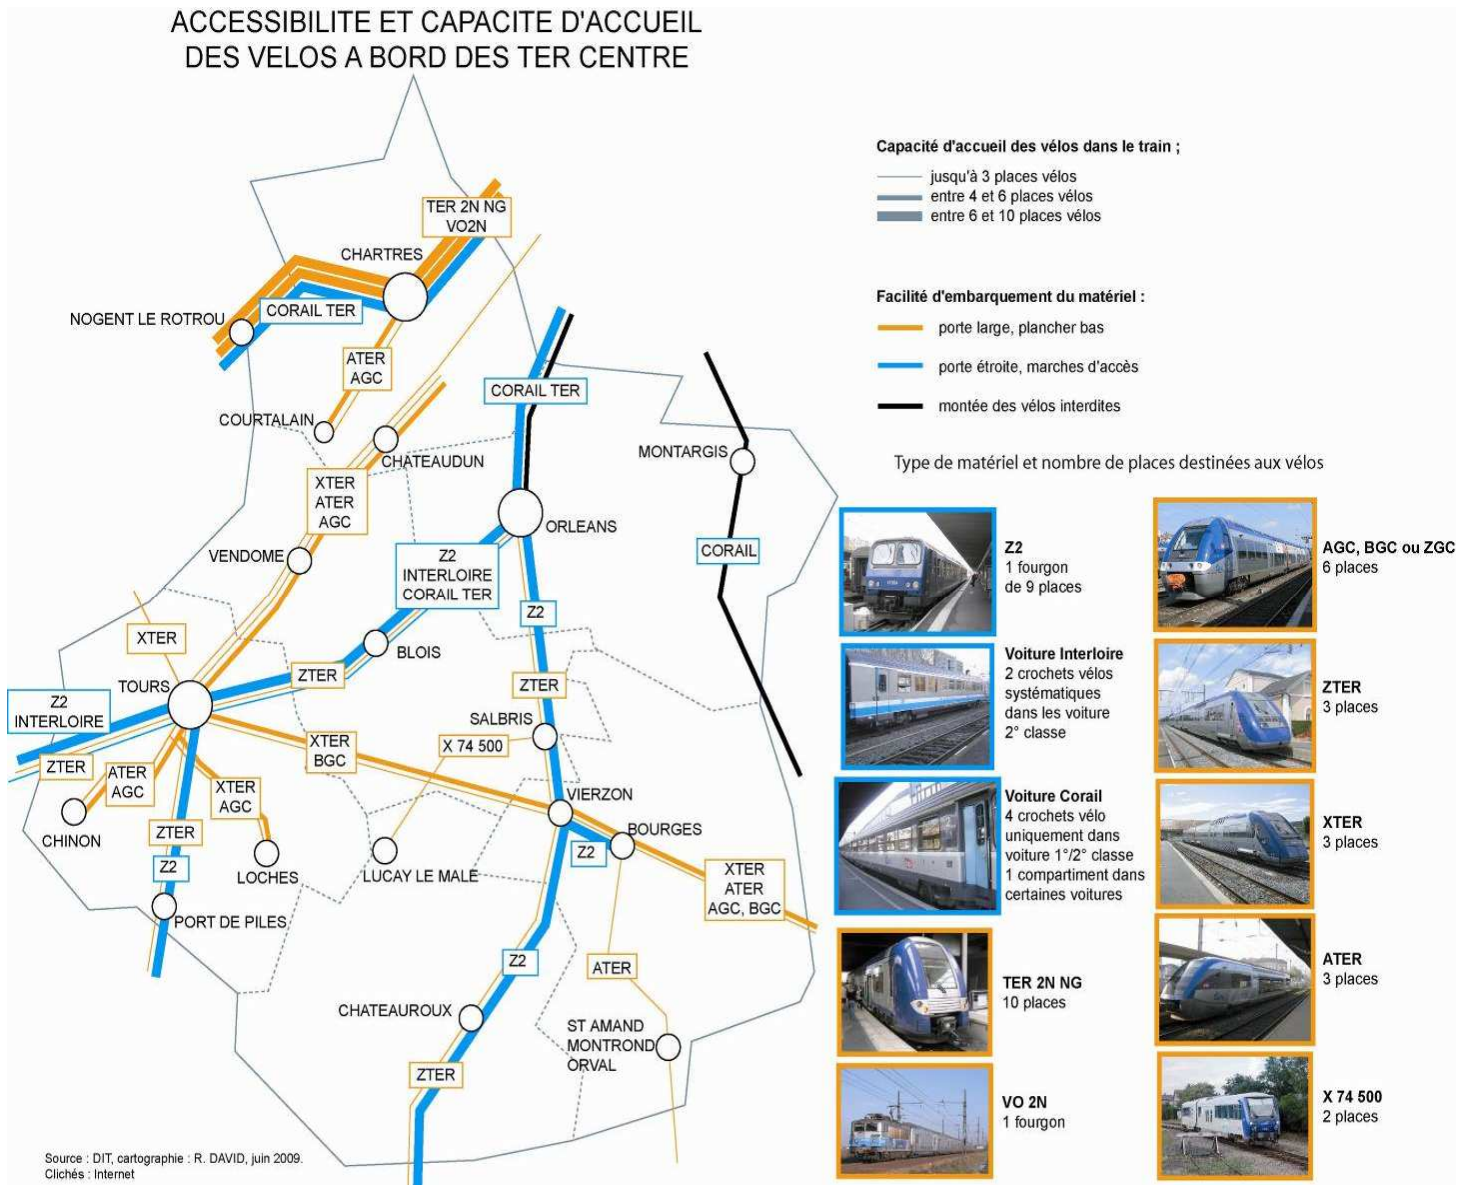 ACCESSIBILITE ET CAPACITE D'ACCUEIL
DES VELOS A BORD DES TER CENTRE
Capacité d'accueil des vélos dans le train ;
jusqu'à 3 places vélos
entre 4 et 6 places vélos
entre 6 et 10 places vélos
Facilité d'embarquement du matériel :
porte large, plancher bas
porte étroite, marches d'accès
montée des vélos interdites
Type de matériel et nombre de places destinées aux vélos
TER 2N NG
VO2N
CHARTRES
CORAIL TER
NOGENT LE ROTROU
ATER
AGC
CORAIL TER
COURTALAIN
CHATEAUDUN
MONTARGIS
XTER
ATER
AGC
ORLEANS
VENDOME
Z2
INTERLOIRE
CORAIL TER
CORAIL
Z2
XTER
BLOIS
ZTER
ZTER
TOURS
Z2
INTERLOIRE
SALBRIS
XTER
BGC
X 74 500
ZTER
ATER
AGC
XTER
AGC
VIERZON
CHINON
ZTER
BOURGES
Z2
Z2
LOCHES
LUCAY LE MALE
XTER
ATER
AGC, BGC
PORT DE PILES
Z2
ATER
CHATEAUROUX
ST AMAND
MONTROND
ORVAL
ZTER
Z2
1 fourgon
de 9 places
Voiture Interloire
2 crochets vélos
systématiques
dans les voiture
2° classe
Voiture Corail
4 crochets vélo
uniquement dans
voiture 1°/2° classe
1 compartiment dans
certaines voitures
TER 2N NG
10 places
VO 2N
1 fourgon
AGC, BGC ou ZGC
6 places
ZTER
3 places
XTER
3 places
ATER
3 places
X 74 500
2 places
Source : DIT, cartographie : R. DAVID, juin 2009.
Clichés : Internet